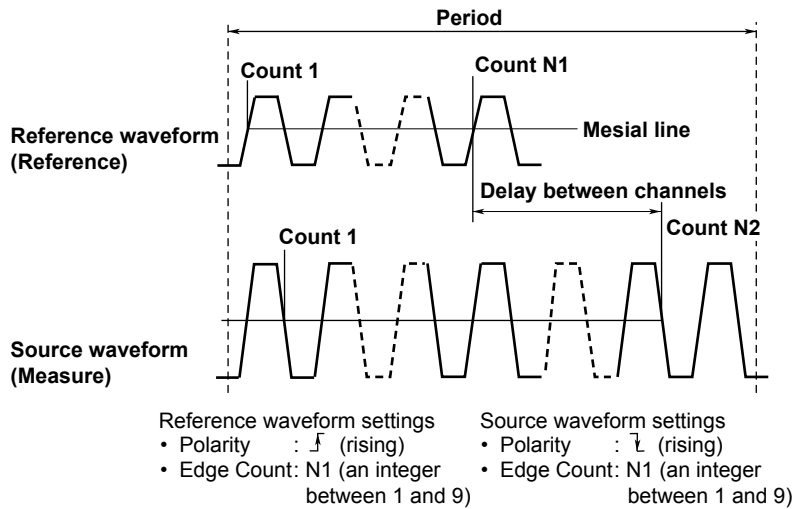 Period
Count 1
Count N1
Reference waveform
(Reference)
Mesial line
Delay between channels
Count N2
Count 1
Source waveform
(Measure)
Reference waveform settings
• Polarity : (rising)
• Edge Count: N1 (an integer
between 1 and 9)
Source waveform settings
• Polarity : (rising)
• Edge Count: N1 (an integer
between 1 and 9)